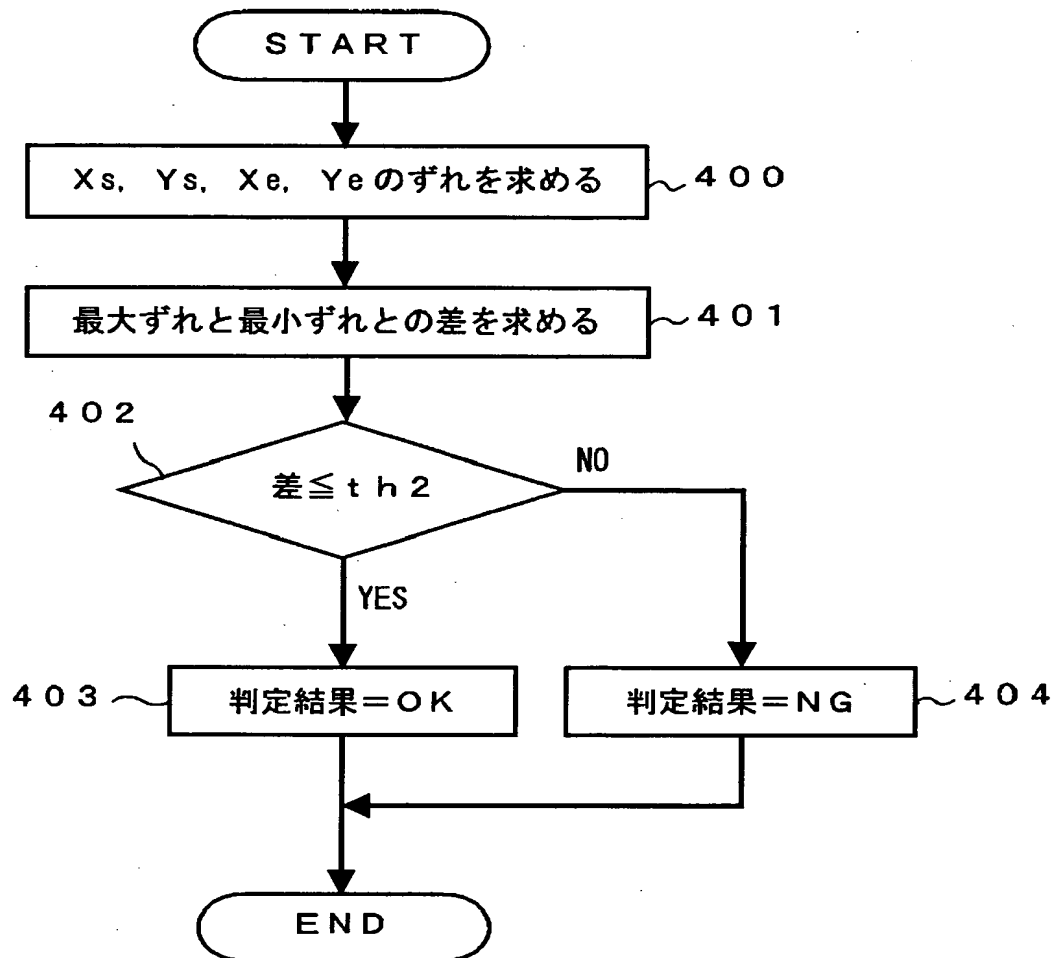 START
Xs, Ys, Xe, Yeのずれを求める
400
最大ずれと最小ずれとの差を求める
401
402
差≦th2
NO
YES
403
判定結果=OK
判定結果=NG
404
END